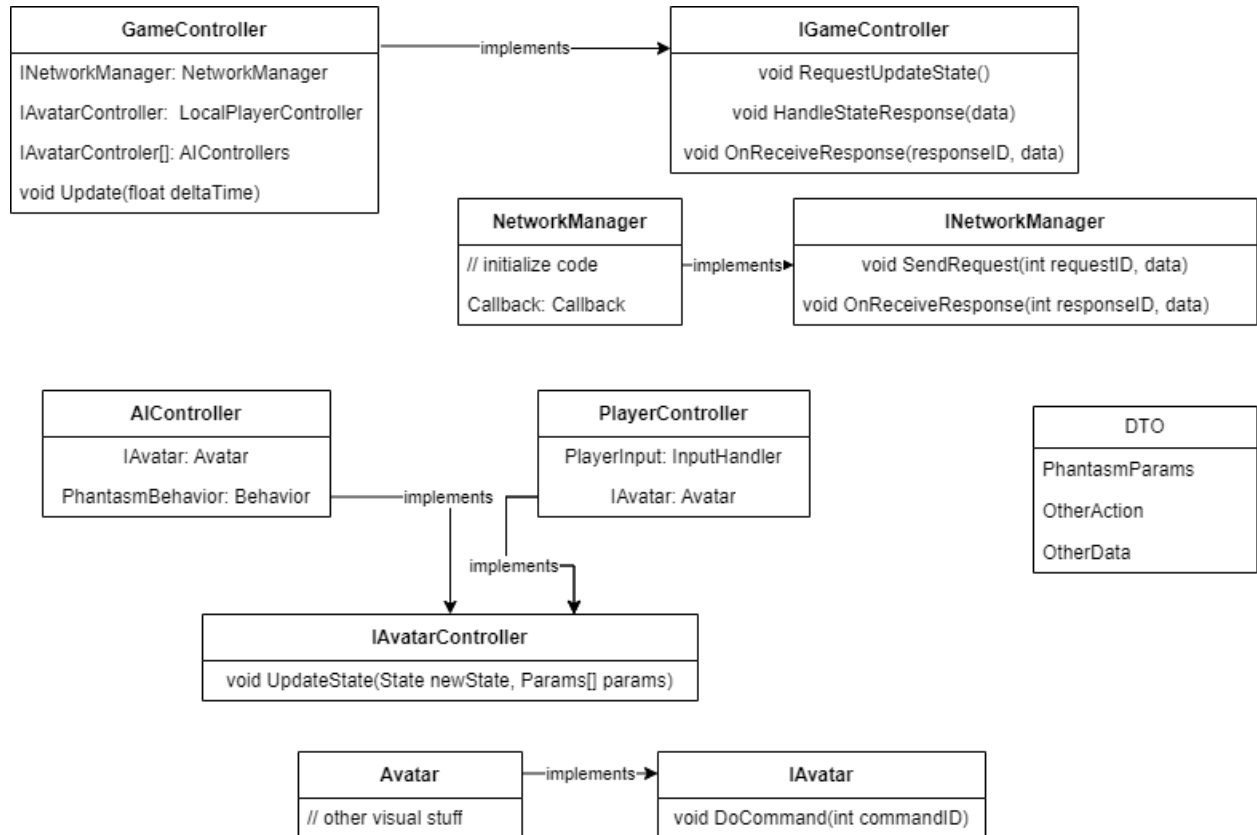 GameController
INetworkManager: NetworkManager
IAvatarController: LocalPlayerController
IAvatarControler[]: AIControllers
void Update(float deltaTime)
implements
IGameController
void RequestUpdateState()
void HandleStateResponse(data)
void OnReceiveResponse(responseID, data)
NetworkManager
// initialize code
Callback: Callback
implements
INetworkManager
void SendRequest(int requestID, data)
void OnReceiveResponse(int responseID, data)
AIController
IAvatar: Avatar
PhantasmBehavior: Behavior
implements
PlayerController
PlayerInput: InputHandler
IAvatar: Avatar
implements
DTO
PhantasmParams
OtherAction
OtherData
IAvatarController
void UpdateState(State newState, Params[] params)
Avatar
// other visual stuff
implements
IAvatar
void DoCommand(int commandID)